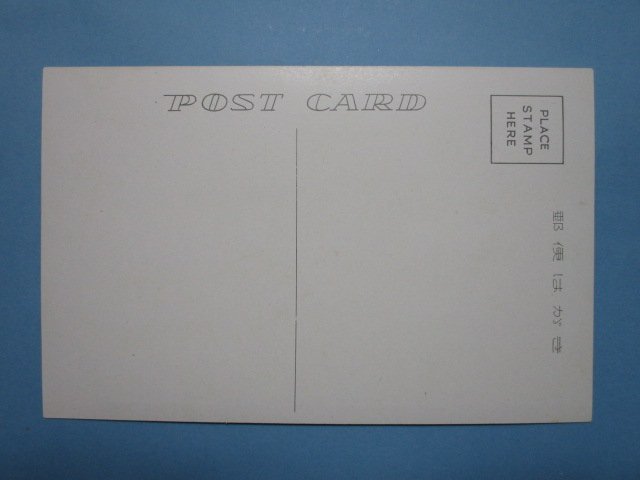 POST CARD
PLACE
STAMP
HERE
郵便はがき